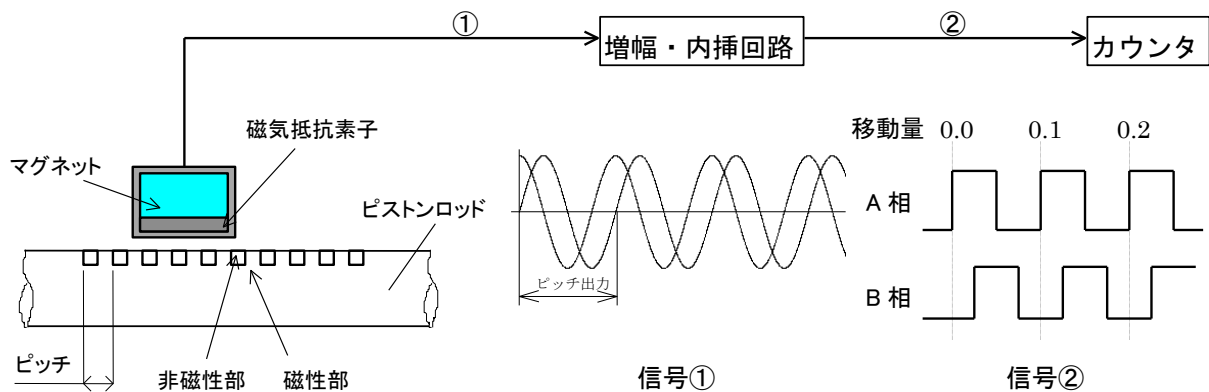 ①
増幅・内挿回路
②
カウンタ
磁気抵抗素子
マグネット
ピストンロッド
ピッチ
非磁性部
磁性部
ピッチ出力
信号①
移動量 0.0 0.1 0.2
A 相
B 相
信号②